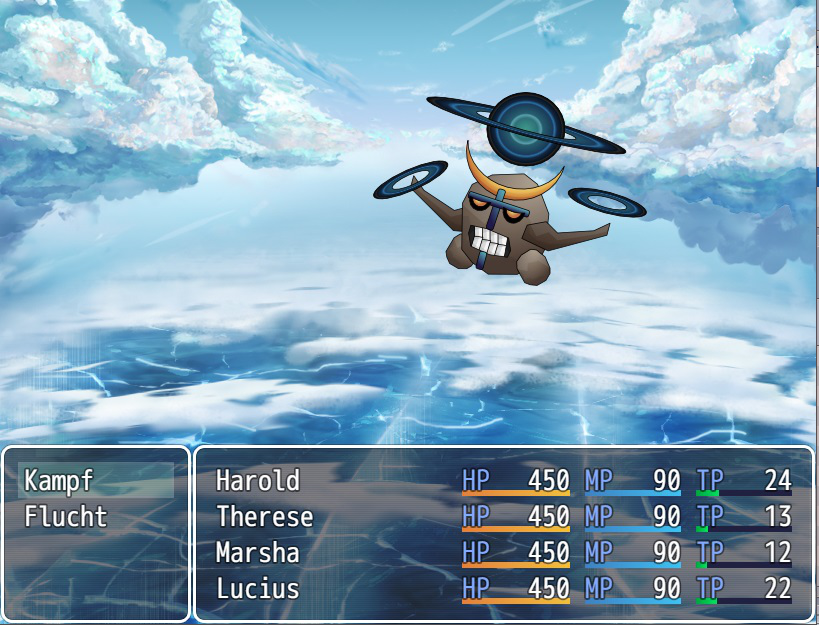 Kampf
Flucht
Harold HP 450 MP 90 TP 24
Therese HP 450 MP 90 TP 13
Marsha HP 450 MP 90 TP 12
Lucius HP 450 MP 90 TP 22